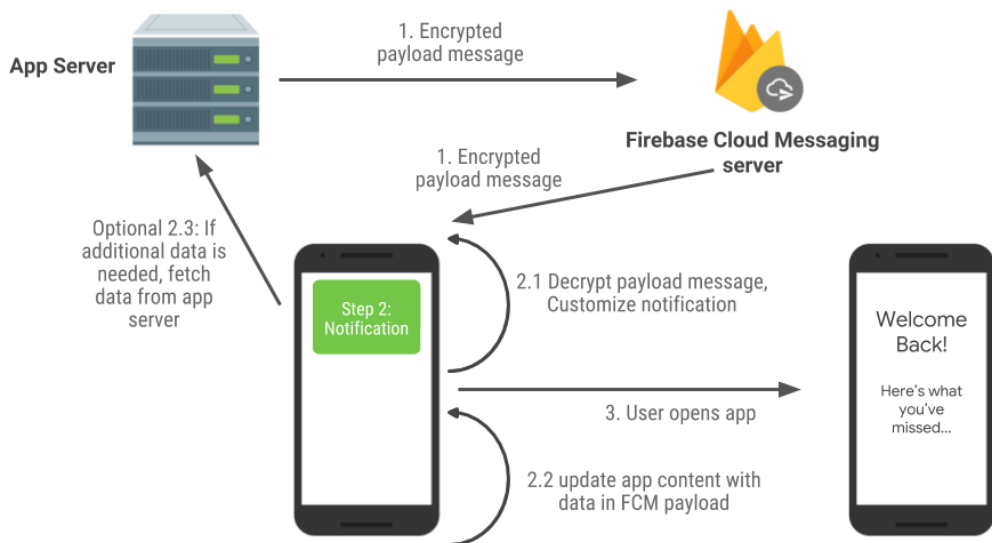 1. Encrypted
payload message
App Server
Firebase Cloud Messaging
server
1. Encrypted
payload message
Optional 2.3: If
additional data is
needed, fetch
data from app
server
Step 2:
Notification
2.1 Decrypt payload message,
Customize notification
3. User opens app
2.2 update app content with
data in FCM payload
Welcome
Back!
Here's what
you've
missed...